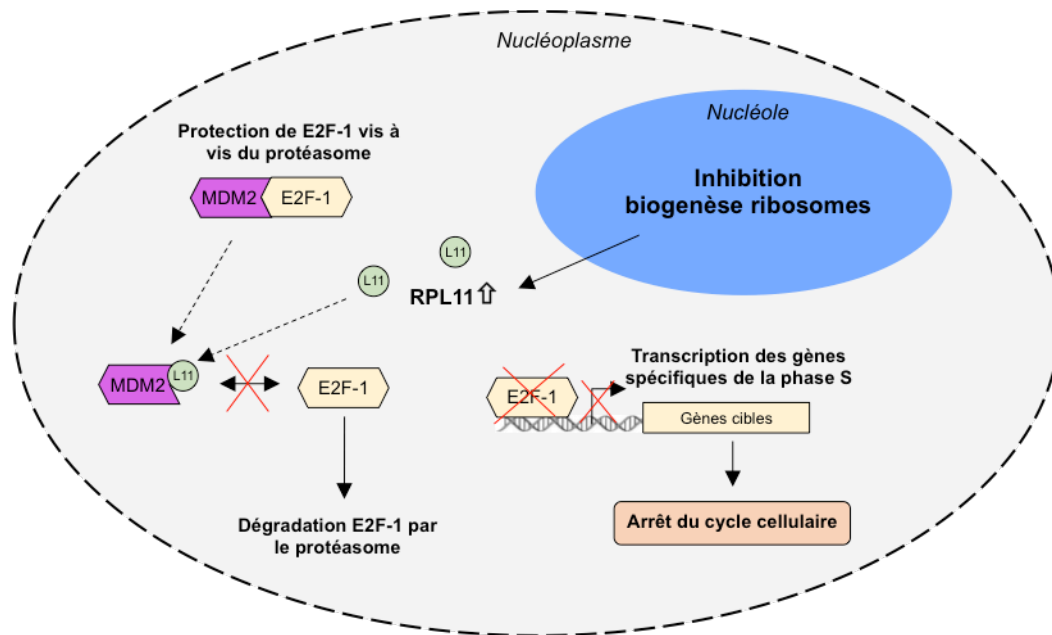 Nucléoplasme
Nucléole
Protection de E2F-1 vis à
vis du protéasome
MDM2 E2F-1
Inhibition
biogenèse ribosomes
L11
L11
RPL11
MDM2 L11
E2F-1
Transcription des gènes
spécifiques de la phase S
E2F-1
Gènes cibles
Dégradation E2F-1 par
le protéasome
Arrêt du cycle cellulaire